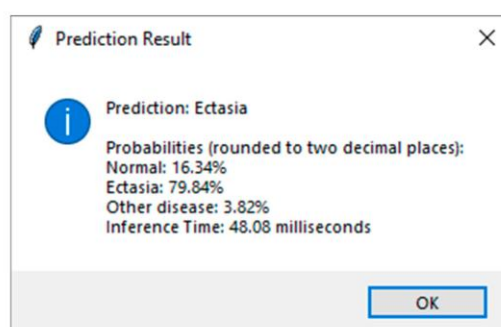 Prediction Result
Prediction: Ectasia
Probabilities (rounded to two decimal places):
Normal: 16.34%
Ectasia: 79.84%
Other disease: 3.82%
Inference Time: 48.08 milliseconds
OK